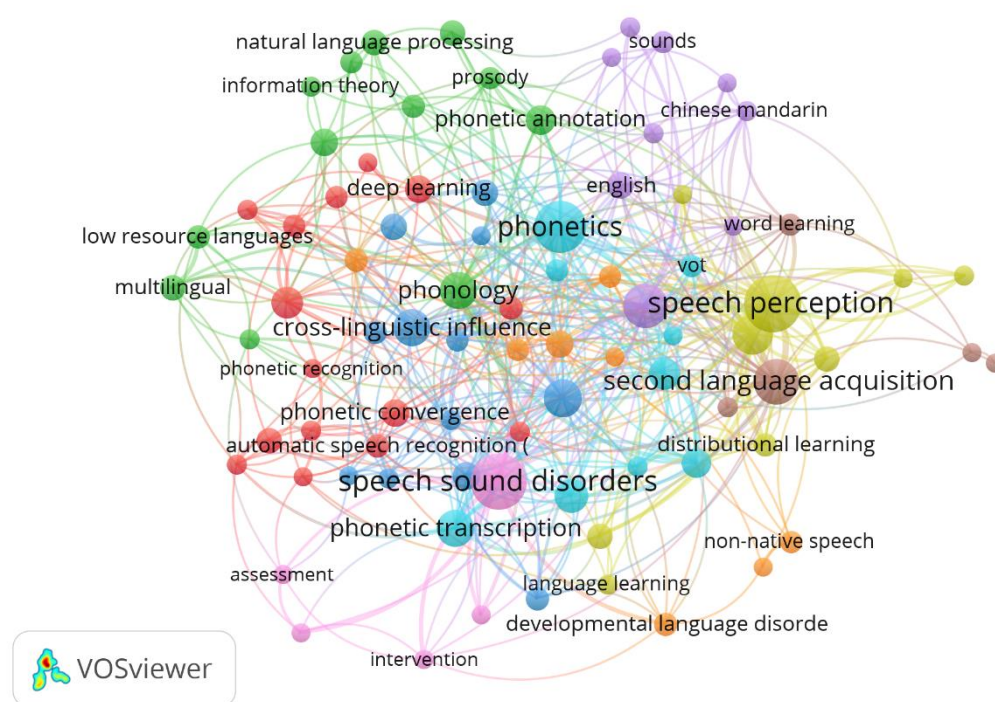 natural language processing
sounds
information theory
prosody
chinese mandarin
phonetic annotation
deep learning
english
phonetics
word learning
low resource languages
vot
multilingual
phonology
speech perception
cross-linguistic influence
phonetic recognition
second language acquisition
phonetic convergence
automatic speech recognition (
distributional learning
speech sound disorders
phonetic transcription
non-native speech
assessment
language learning
developmental language disorde
intervention
VOSviewer